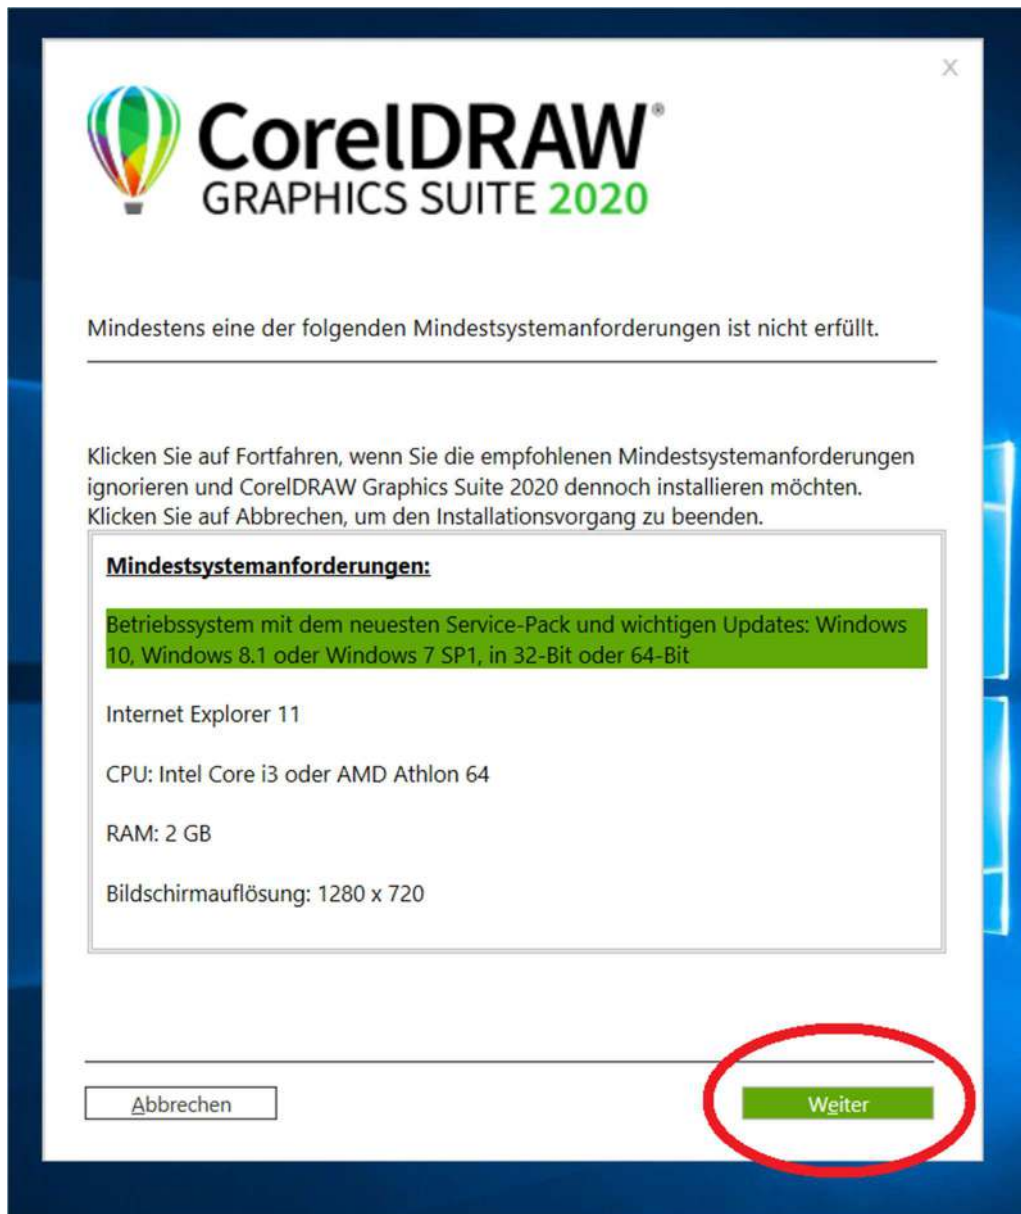 X
CorelDRAW®
GRAPHICS SUITE 2020
Mindestens eine der folgenden Mindestsystemanforderungen ist nicht erfüllt.
Klicken Sie auf Fortfahren, wenn Sie die empfohlenen Mindestsystemanforderungen
ignorieren und CorelDRAW Graphics Suite 2020 dennoch installieren möchten.
Klicken Sie auf Abbrechen, um den Installationsvorgang zu beenden.
Mindestsystemanforderungen:
Betriebssystem mit dem neuesten Service-Pack und wichtigen Updates: Windows
10, Windows 8.1 oder Windows 7 SP1, in 32-Bit oder 64-Bit
Internet Explorer 11
CPU: Intel Core i3 oder AMD Athlon 64
RAM: 2 GB
Bildschirmauflösung: 1280 x 720
Abbrechen
Weiter